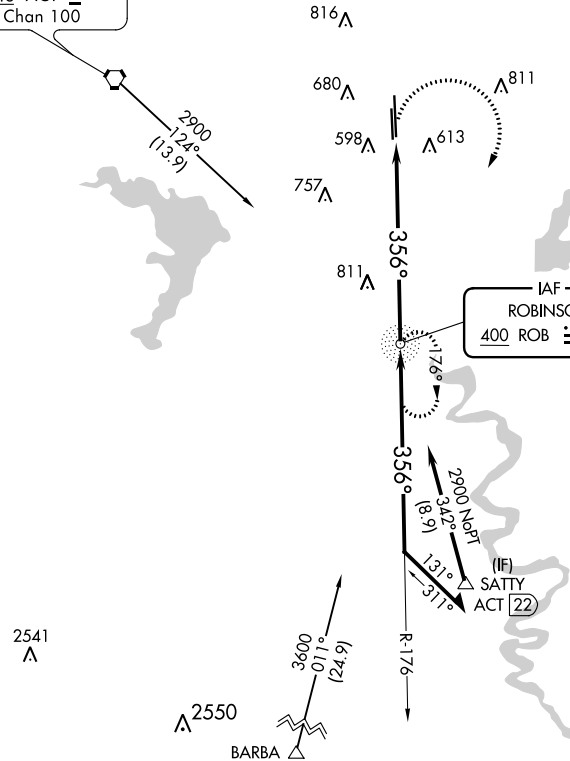 Chan 100
816
680
811
598
613
2900
124°
(13.9)
757
356°
811
IAF
400 ROB
176°
356°
2900 NoPT
342°
(8.9)
131°
311°
(IF)
SATTY
ACT 22
R-176
2541
3600
011°
(24.9)
2550
BARBA